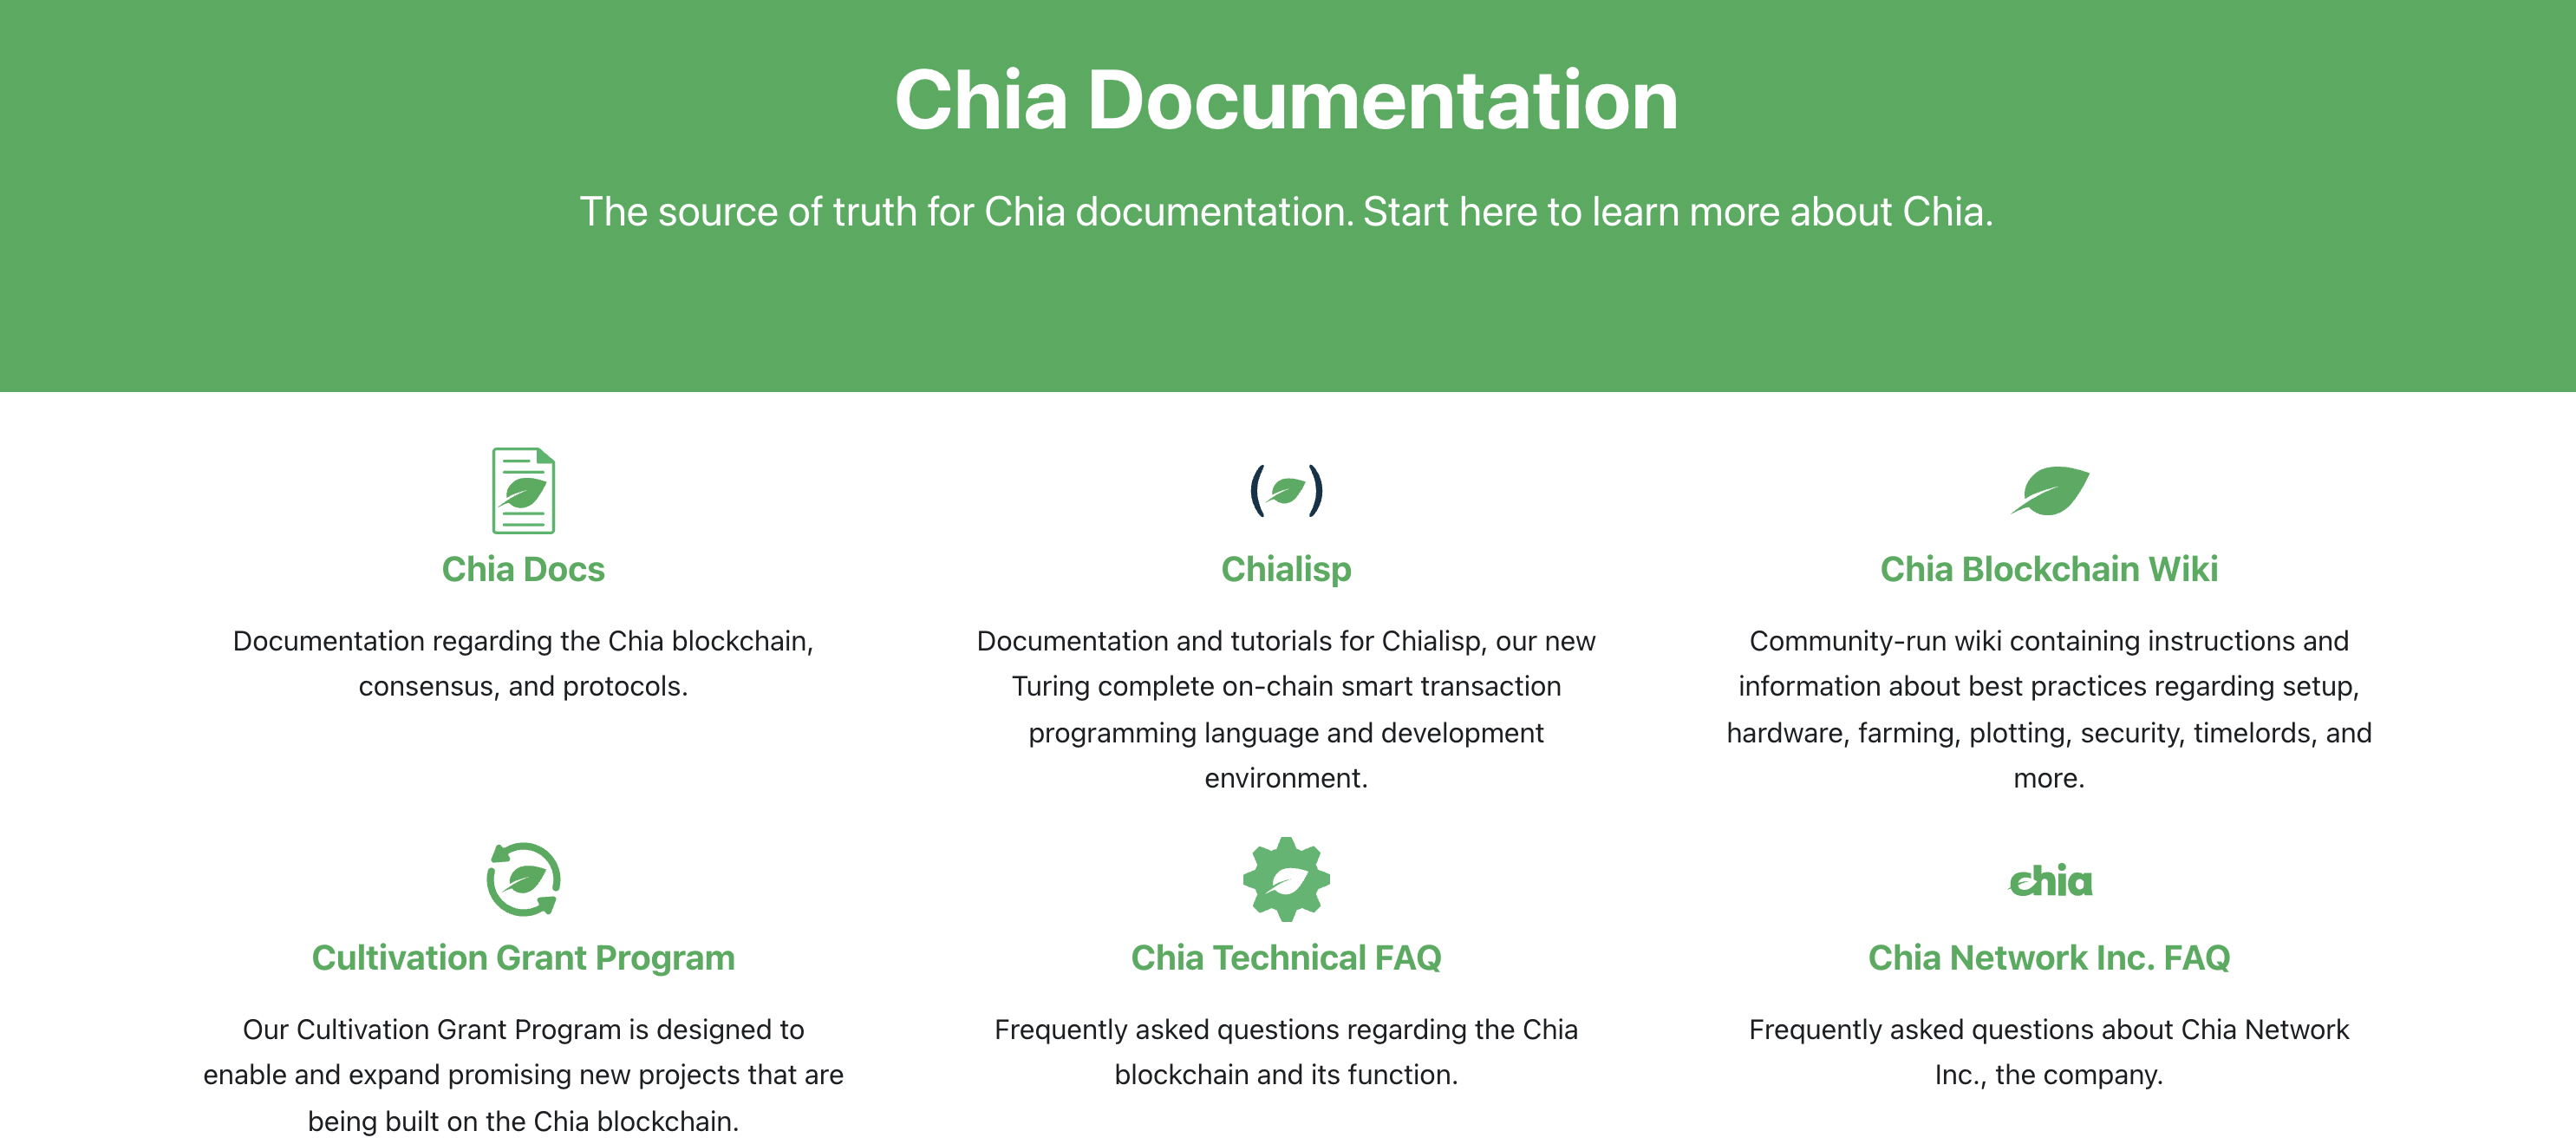 Chia Documentation
The source of truth for Chia documentation. Start here to learn more about Chia.
Chia Docs
Documentation regarding the Chia blockchain,
consensus, and protocols.
Chialisp
Documentation and tutorials for Chialisp, our new
Turing complete on-chain smart transaction
programming language and development
environment.
Chia Blockchain Wiki
Community-run wiki containing instructions and
information about best practices regarding setup,
hardware, farming, plotting, security, timelords, and
more.
Cultivation Grant Program
Our Cultivation Grant Program is designed to
enable and expand promising new projects that are
being built on the Chia blockchain.
Chia Technical FAQ
Frequently asked questions regarding the Chia
blockchain and its function.
chia
Chia Network Inc. FAQ
Frequently asked questions about Chia Network
Inc., the company.